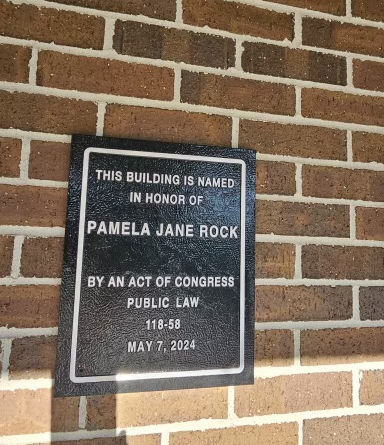 THIS BUILDING IS NAMED
IN HONOR OF
PAMELA JANE ROCK
BY AN ACT OF CONGRESS
PUBLIC LAW
118-58
MAY 7, 2024